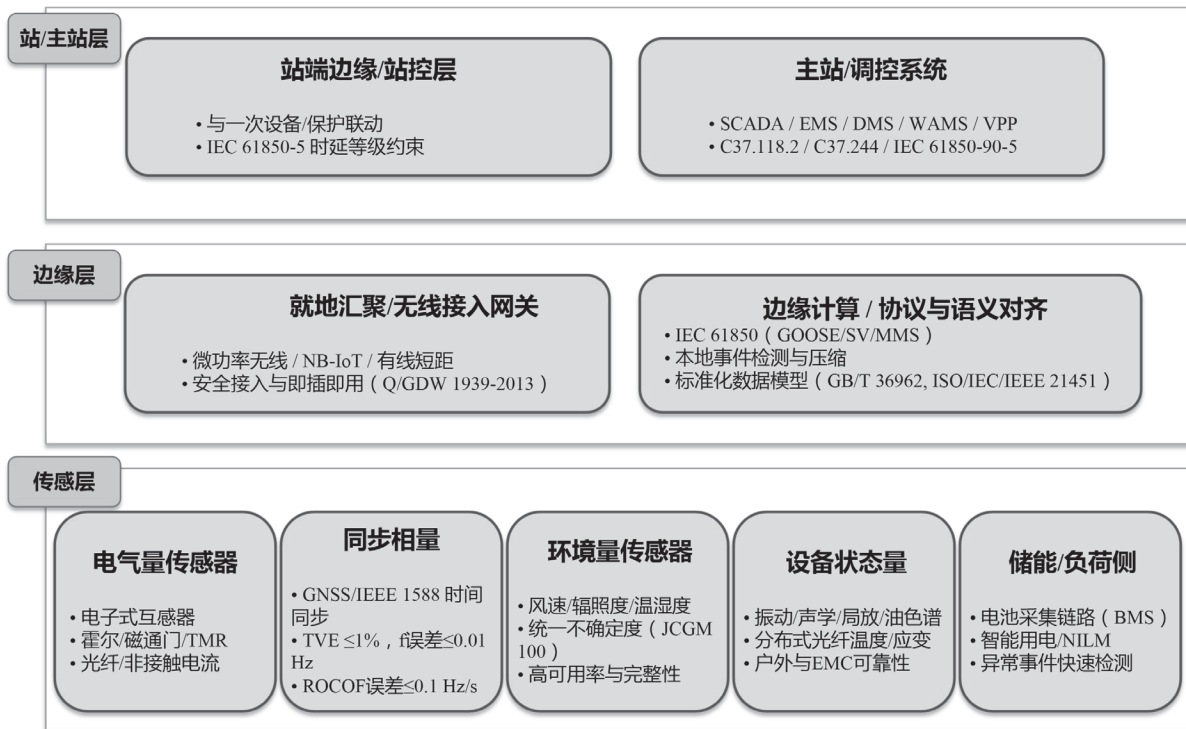 站/主站层
站端边缘/站控层
• 与一次设备/保护联动
• IEC 61850-5 时延等级约束
主站/调控系统
• SCADA / EMS / DMS / WAMS / VPP
• C37.118.2 / C37.244 / IEC 61850-90-5
边缘层
就地汇聚/无线接入网关
• 微功率无线 / NB-IoT / 有线短距
• 安全接入与即插即用（Q/GDW 1939-2013）
边缘计算 / 协议与语义对齐
• IEC 61850（GOOSE/SV/MMS）
• 本地事件检测与压缩
• 标准化数据模型（GB/T 36962, ISO/IEC/IEEE 21451）
传感层
电气量传感器
• 电子式互感器
• 霍尔/磁通门/TMR
• 光纤/非接触电流
同步相量
• GNSS/IEEE 1588 时间
同步
• TVE ≤1%，f误差≤0.01
Hz
• ROCOF误差≤0.1 Hz/s
环境量传感器
• 风速/辐照度/温湿度
• 统一不确定度（JCGM
100）
• 高可用率与完整性
设备状态量
• 振动/声学/局放/油色谱
• 分布式光纤温度/应变
• 户外与EMC可靠性
储能/负荷侧
• 电池采集链路（BMS）
• 智能用电/NILM
• 异常事件快速检测